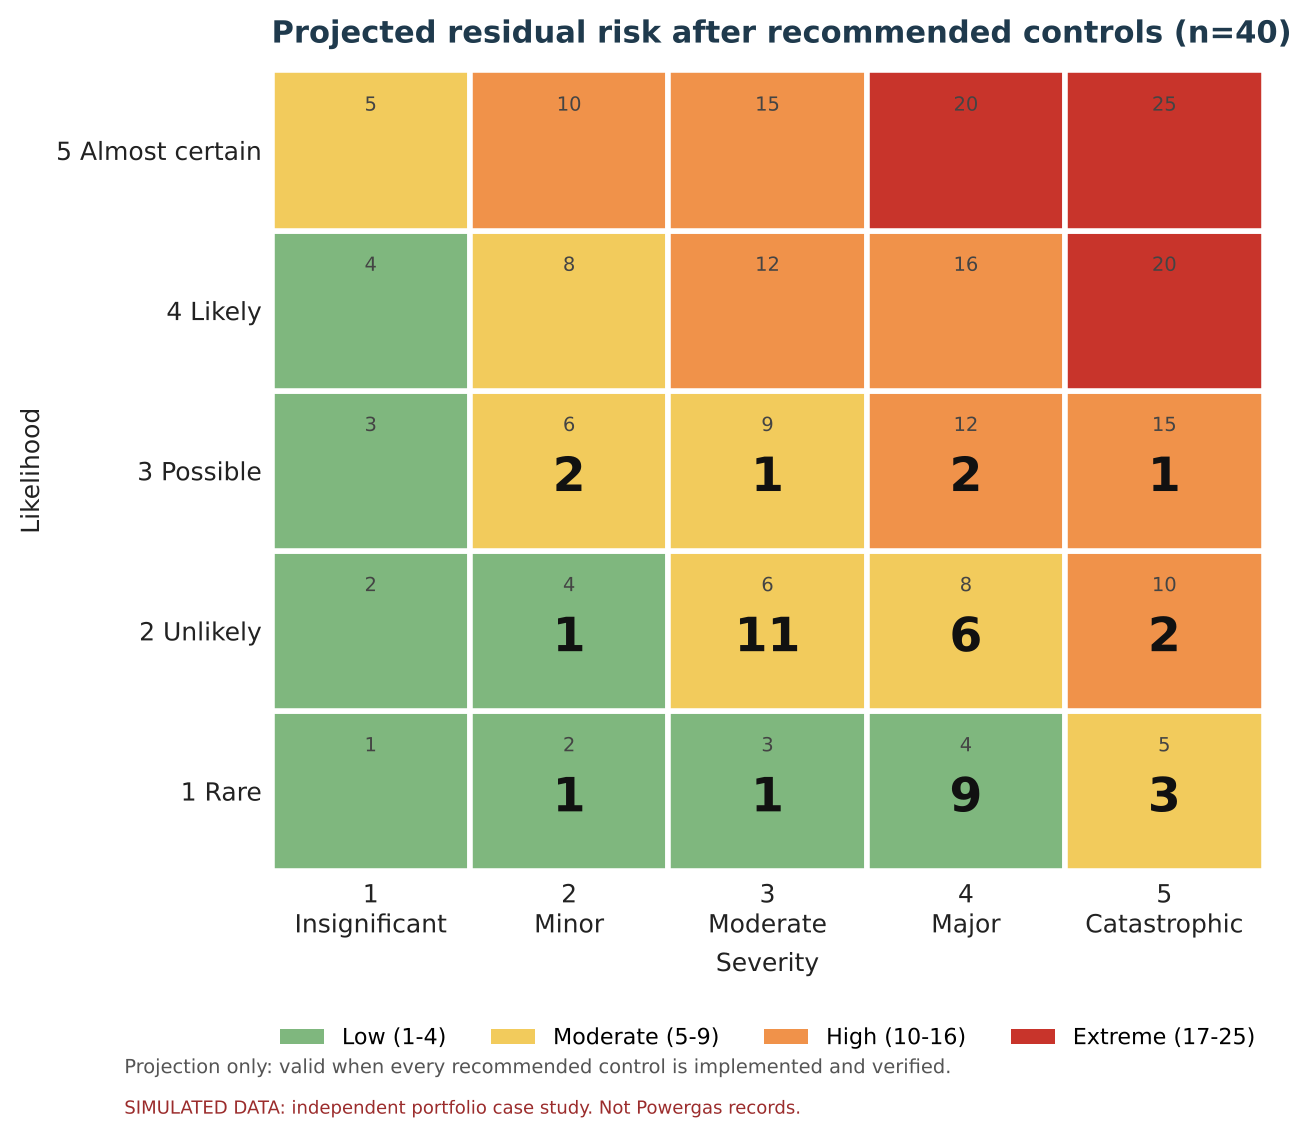 Projected residual risk after recommended controls (n=40)
5 10 15 20 25
5 Almost certain
4 8 12 16 20
4 Likely
3 6 9 12 15
3 Possible 2 1 2 1
2 4 6 8 10
2 Unlikely 1 11 6 2
1 2 3 4 5
1 Rare 1 1 9 3
Likelihood
1 2 3 4 5
Insignificant Minor Moderate Major Catastrophic
Severity
Low (1-4) Moderate (5-9) High (10-16) Extreme (17-25)
Projection only: valid when every recommended control is implemented and verified.
SIMULATED DATA: independent portfolio case study. Not Powergas records.